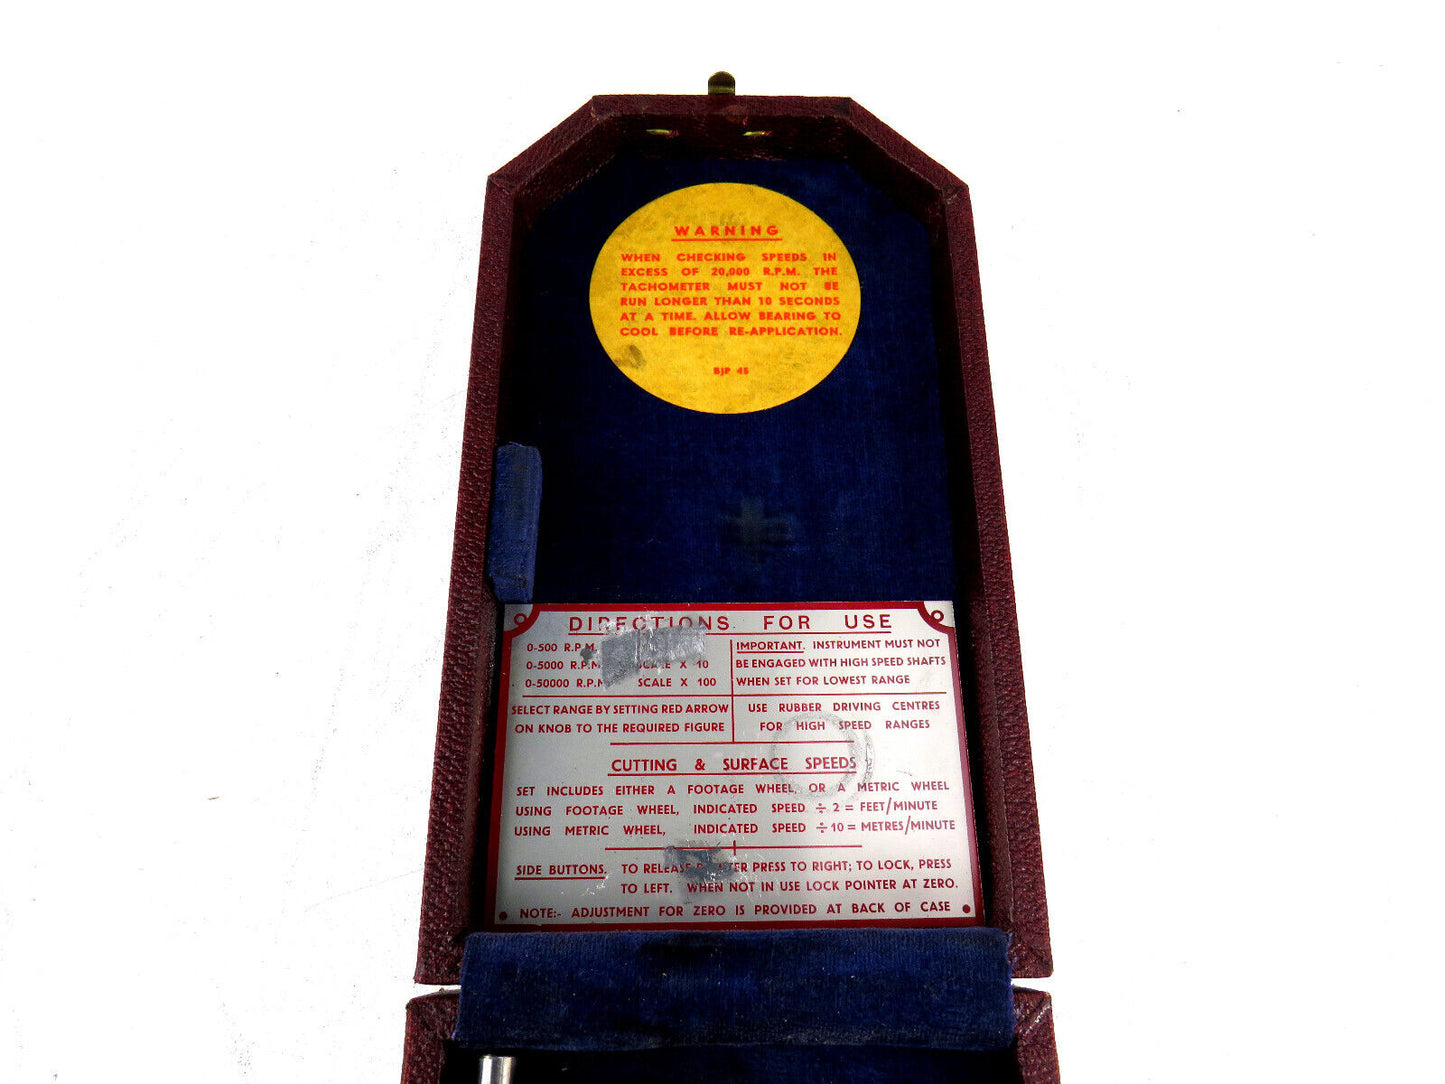 WARNING
WHEN CHECKING SPEEDS IN
EXCESS OF 20,000 R.P.M. THE
TACHOMETER MUST NOT BE
RUN LONGER THAN 10 SECONDS
AT A TIME. ALLOW BEARING TO
COOL BEFORE RE-APPLICATION.
BJP 45
DIRECTIONS FOR USE
0-500 R.P.M.
0-5000 R.P.M. SCALE X 10
0-50000 R.P.M. SCALE X 100
IMPORTANT. INSTRUMENT MUST NOT
BE ENGAGED WITH HIGH SPEED SHAFTS
WHEN SET FOR LOWEST RANGE
SELECT RANGE BY SETTING RED ARROW
ON KNOB TO THE REQUIRED FIGURE
USE RUBBER DRIVING CENTRES
FOR HIGH SPEED RANGES
CUTTING & SURFACE SPEEDS
SET INCLUDES EITHER A FOOTAGE WHEEL, OR A METRIC WHEEL
USING FOOTAGE WHEEL, INDICATED SPEED ÷ 2 = FEET/MINUTE
USING METRIC WHEEL, INDICATED SPEED ÷ 10 = METRES/MINUTE
SIDE BUTTONS. TO RELEASE POINTER PRESS TO RIGHT; TO LOCK, PRESS
TO LEFT. WHEN NOT IN USE LOCK POINTER AT ZERO.
NOTE:- ADJUSTMENT FOR ZERO IS PROVIDED AT BACK OF CASE